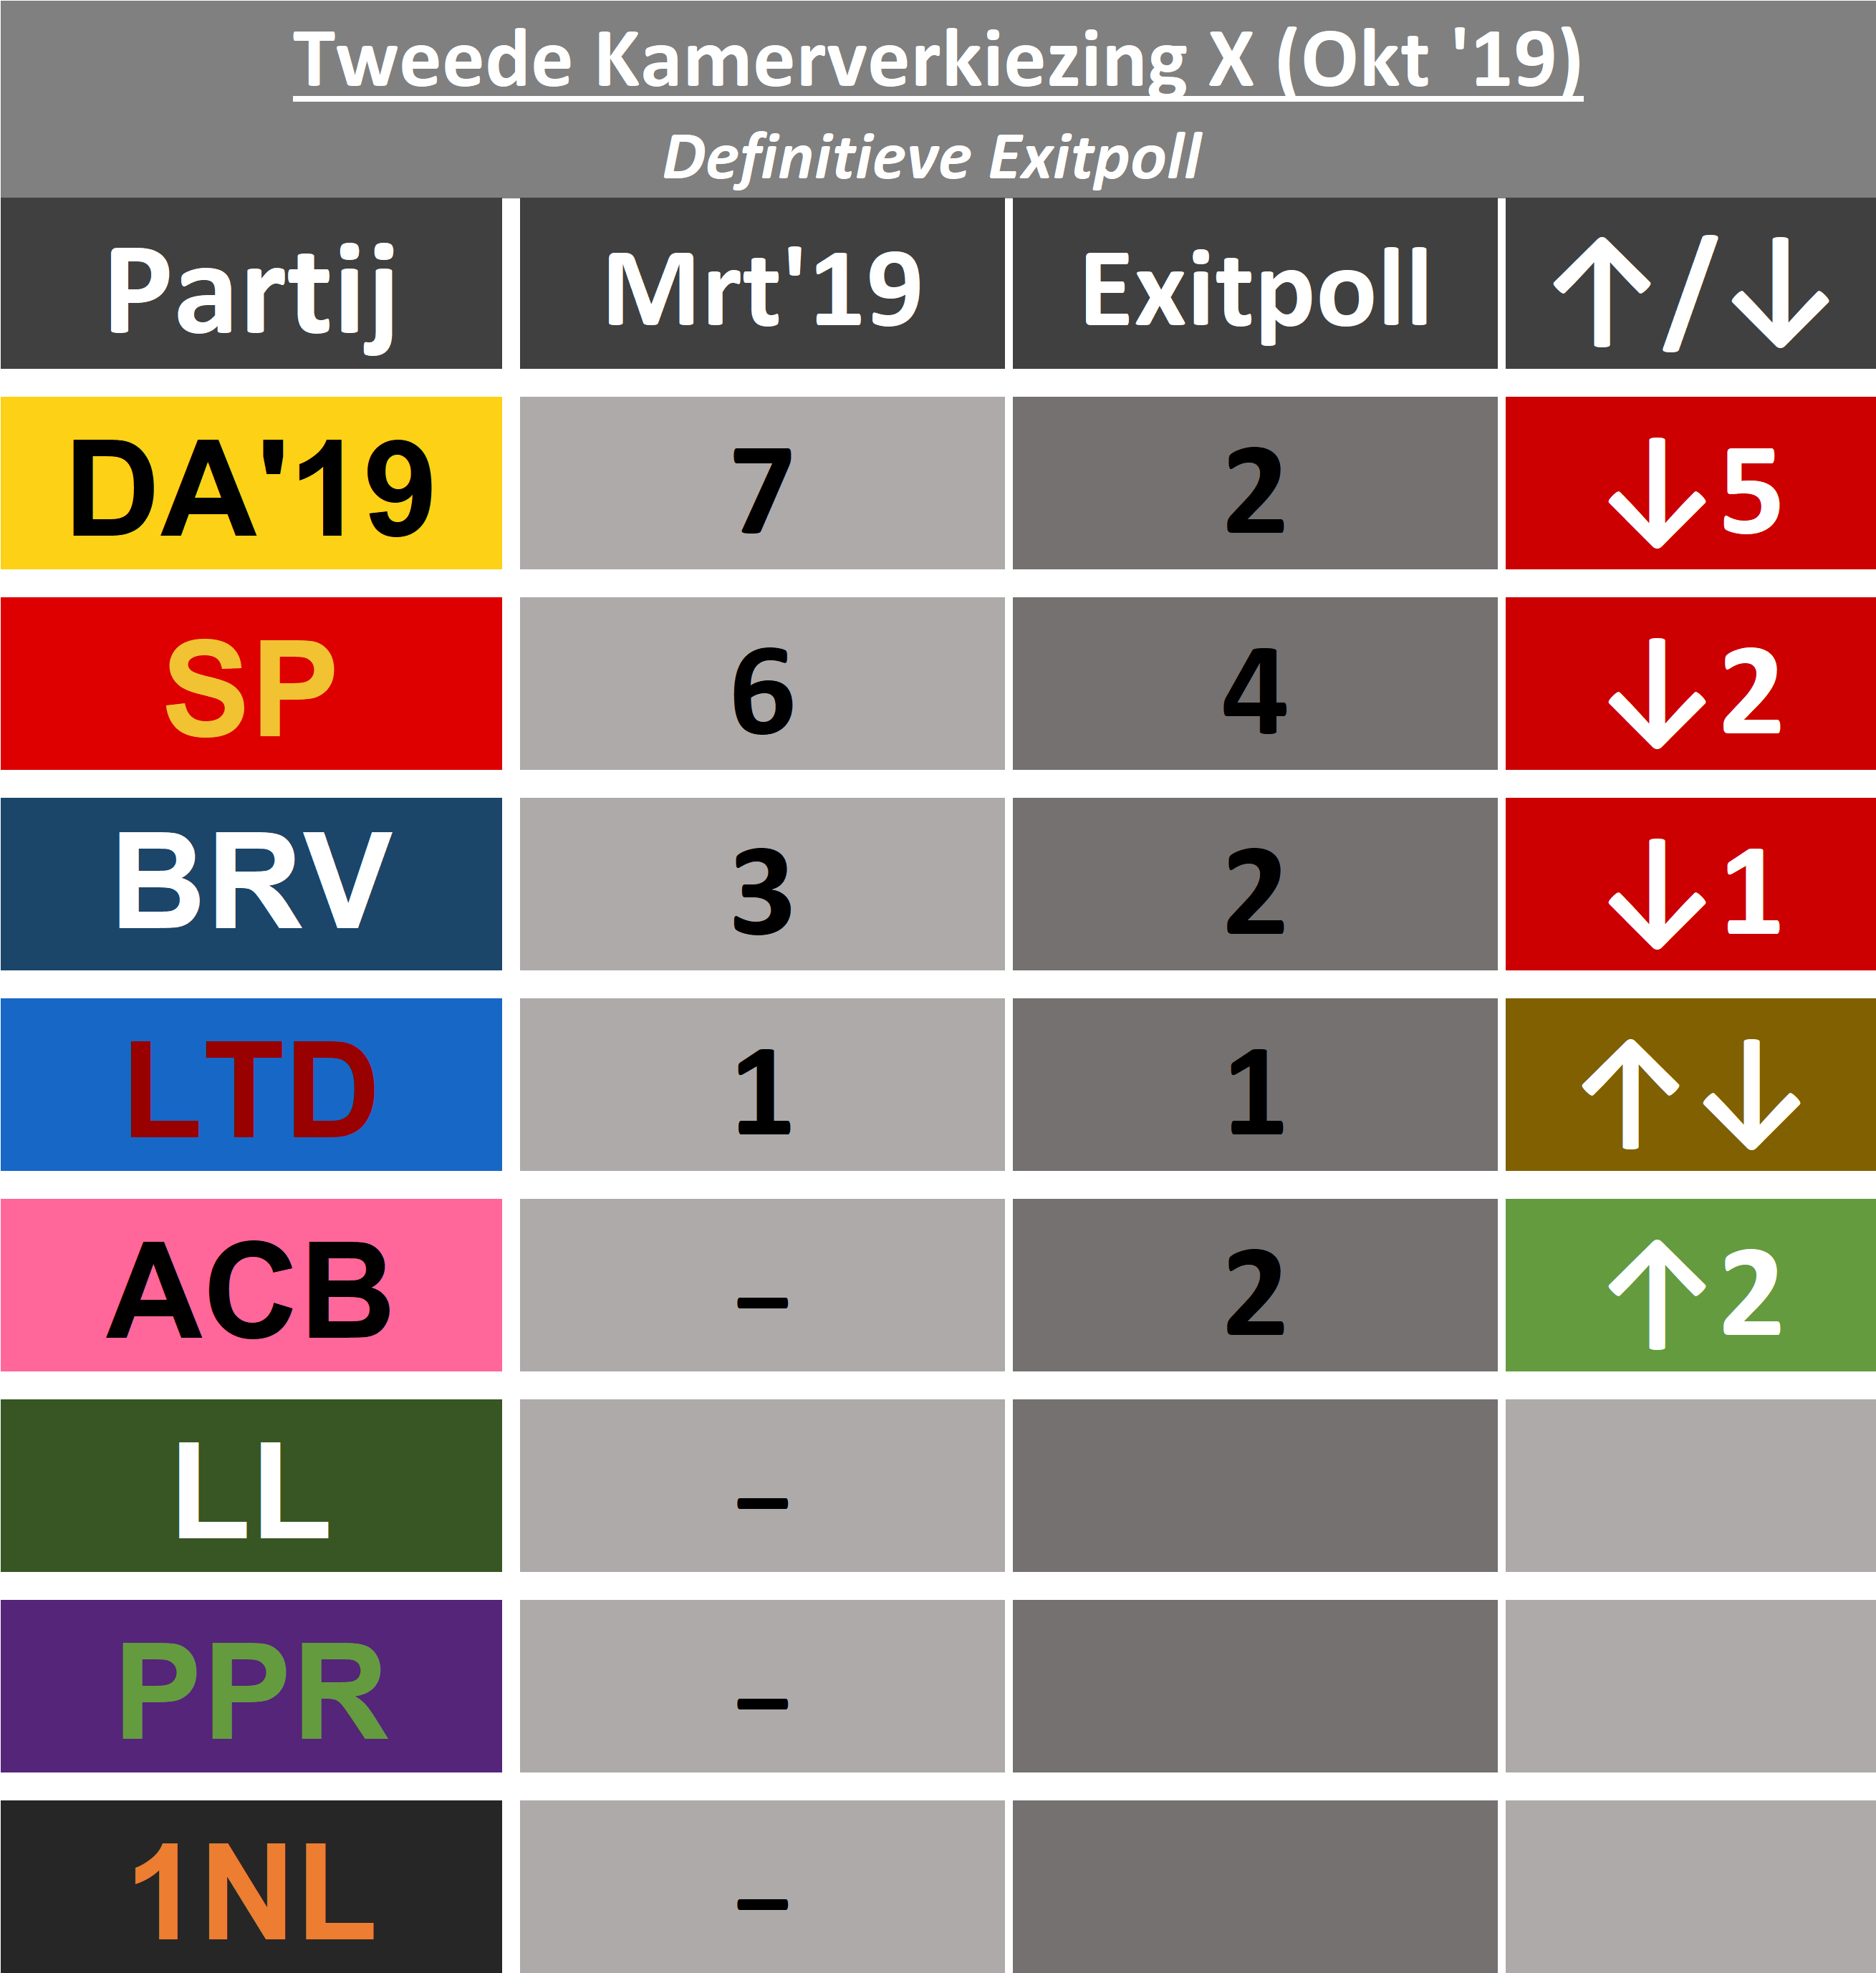 Tweede Kamerverkiezing X (Okt '19)
Definitieve Exitpoll
Partij Mrt'19 Exitpoll ↑/↓
DA'19 7 2 ↓5
SP 6 4 ↓2
BRV 3 2 ↓1
LTD 1 1 ↑↓
ACB – 2 ↑2
LL –
PPR –
1NL –